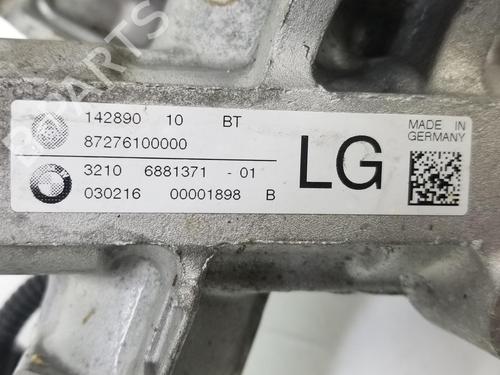 142890 10 BT
87276100000
3210 6881371 - 01
030216 00001898 B
LG
MADE IN
GERMANY